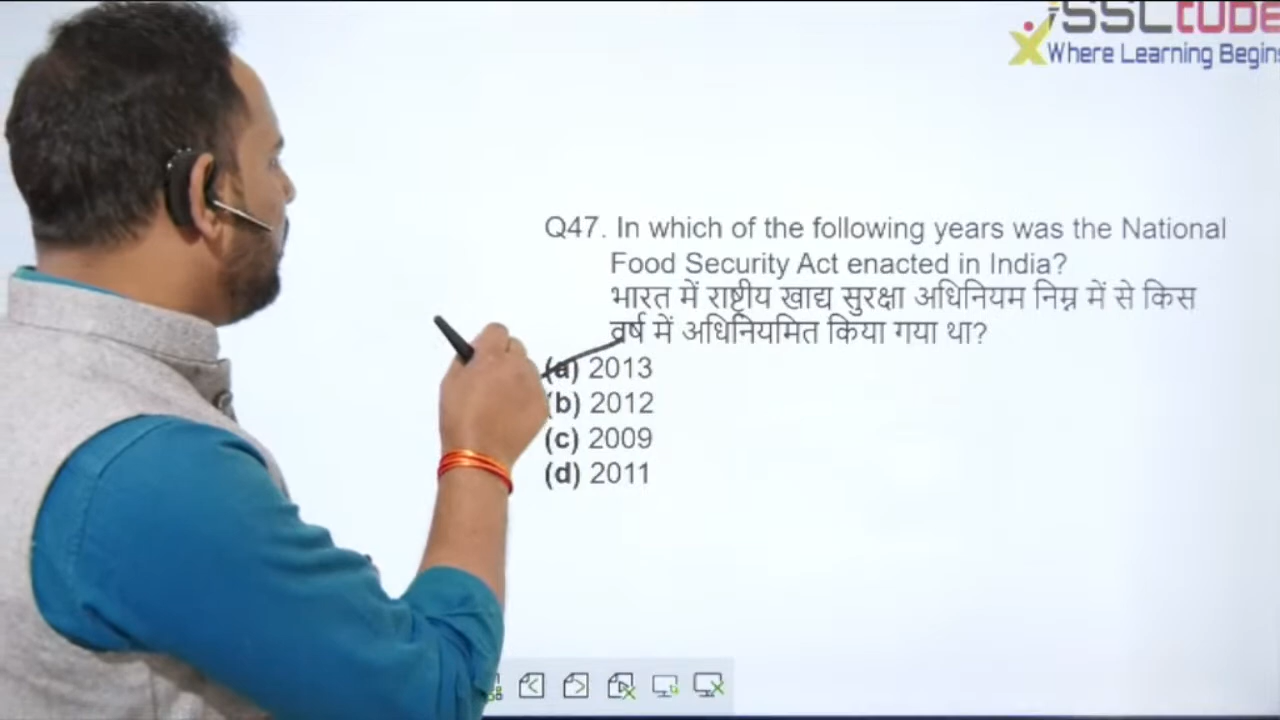 SSCtube
Where Learning Begins
Q47. In which of the following years was the National
Food Security Act enacted in India?
भारत में राष्ट्रीय खाद्य सुरक्षा अधिनियम निम्न में से किस
वर्ष में अधिनियमित किया गया था?
(a) 2013
(b) 2012
(c) 2009
(d) 2011